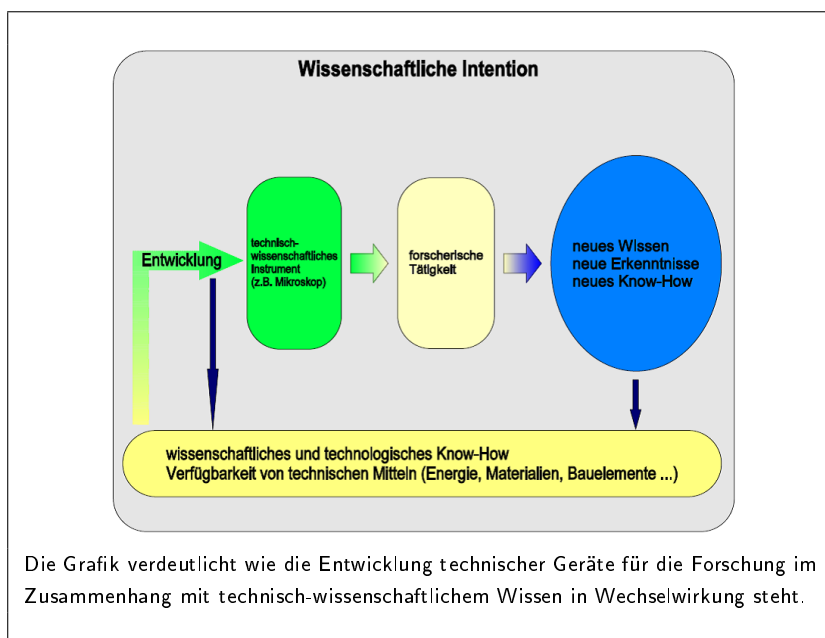 Wissenschaftliche Intention
Entwicklung
technisch-
wissenschaftliches
Instrument
(z.B. Mikroskop)
forscherische
Tätigkeit
neues Wissen
neue Erkenntnisse
neues Know-How
wissenschaftliches und technologisches Know-How
Verfügbarkeit von technischen Mitteln (Energie, Materialien, Bauelemente ...)
Die Grafik verdeutlicht wie die Entwicklung technischer Geräte für die Forschung im
Zusammenhang mit technisch-wissenschaftlichem Wissen in Wechselwirkung steht.